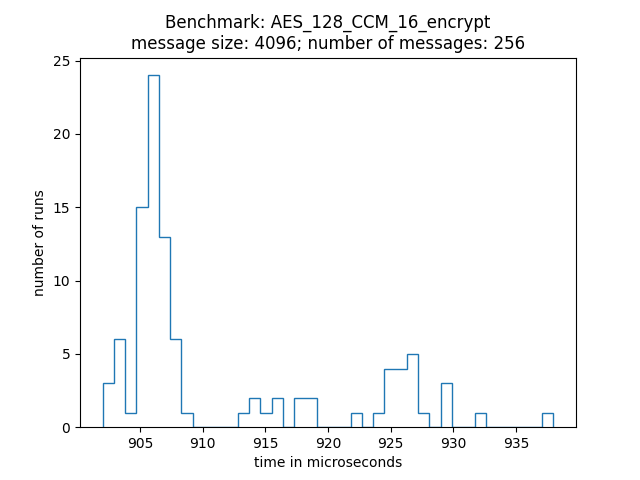 Benchmark: AES_128_CCM_16_encrypt
message size: 4096; number of messages: 256
25
20
15
10
5
0
number of runs
905 910 915 920 925 930 935
time in microseconds